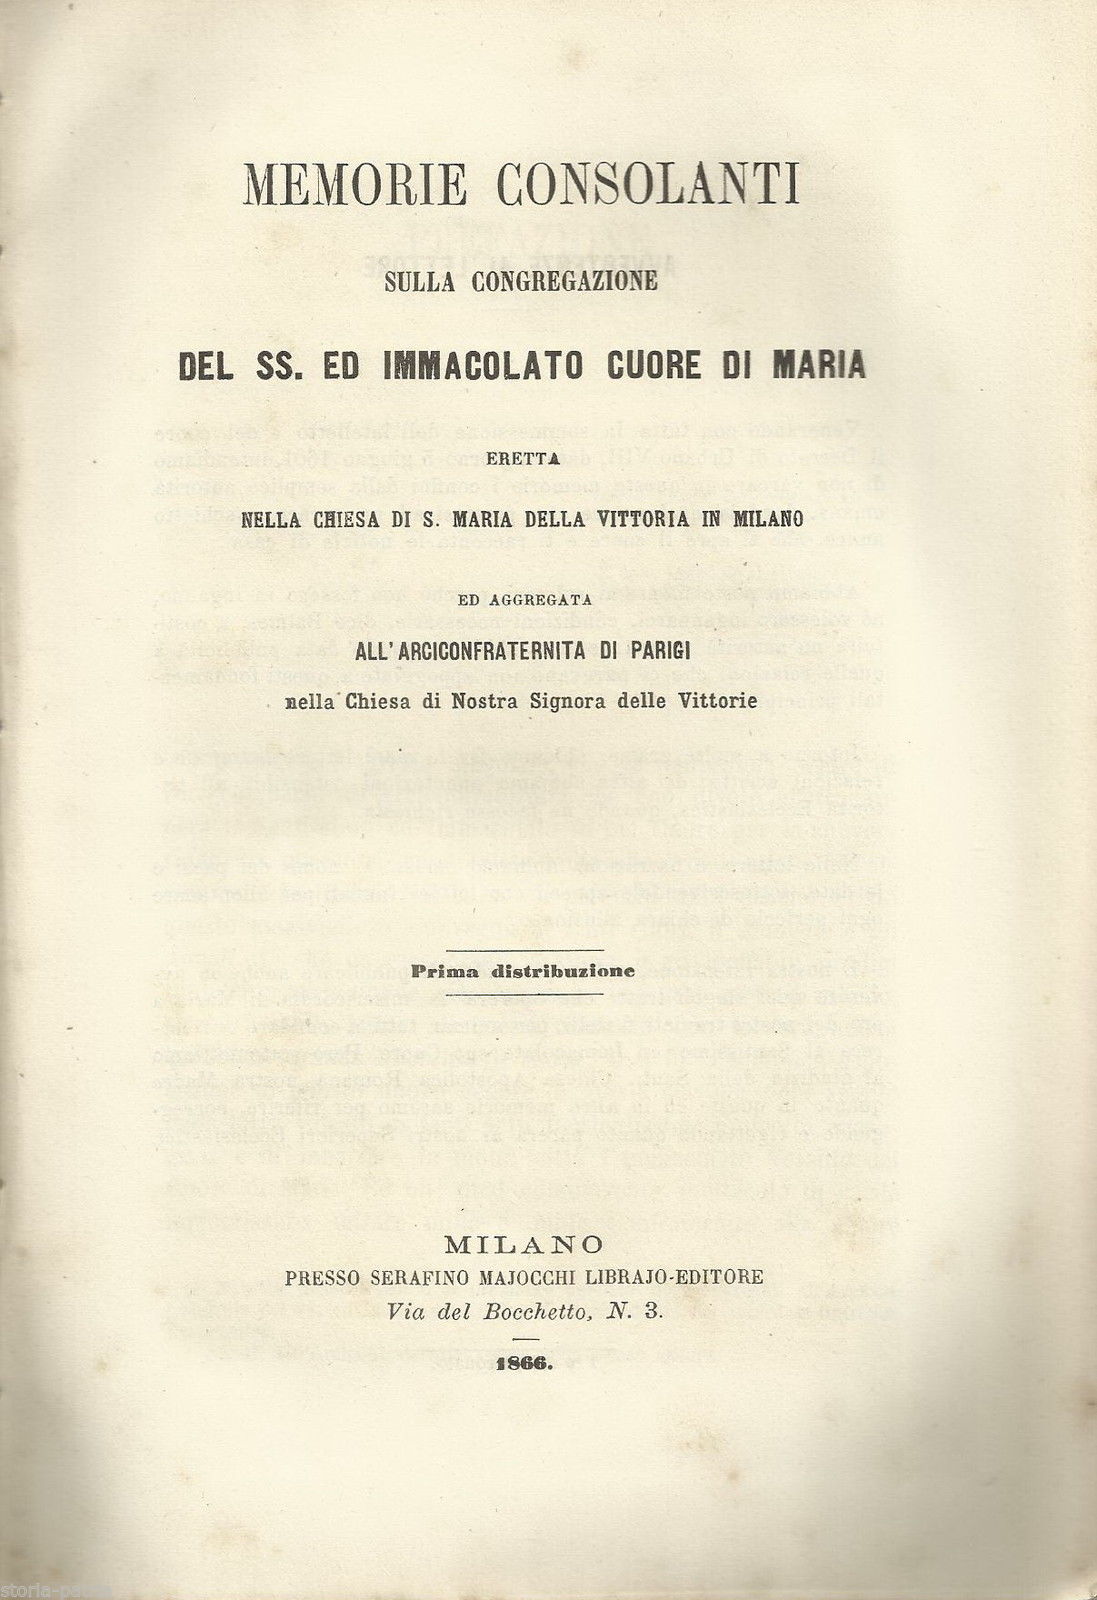 MEMORIE CONSOLANTI
SULLA CONGREGAZIONE
DEL SS. ED IMMACOLATO CUORE DI MARIA
ERETTA
NELLA CHIESA DI S. MARIA DELLA VITTORIA IN MILANO
ED AGGREGATA
ALL'ARCICONFRATERNITA DI PARIGI
nella Chiesa di Nostra Signora delle Vittorie
Prima distribuzione
MILANO
PRESSO SERAFINO MAJOCCHI LIBRAJO-EDITORE
Via del Bocchetto, N. 3.
1866.